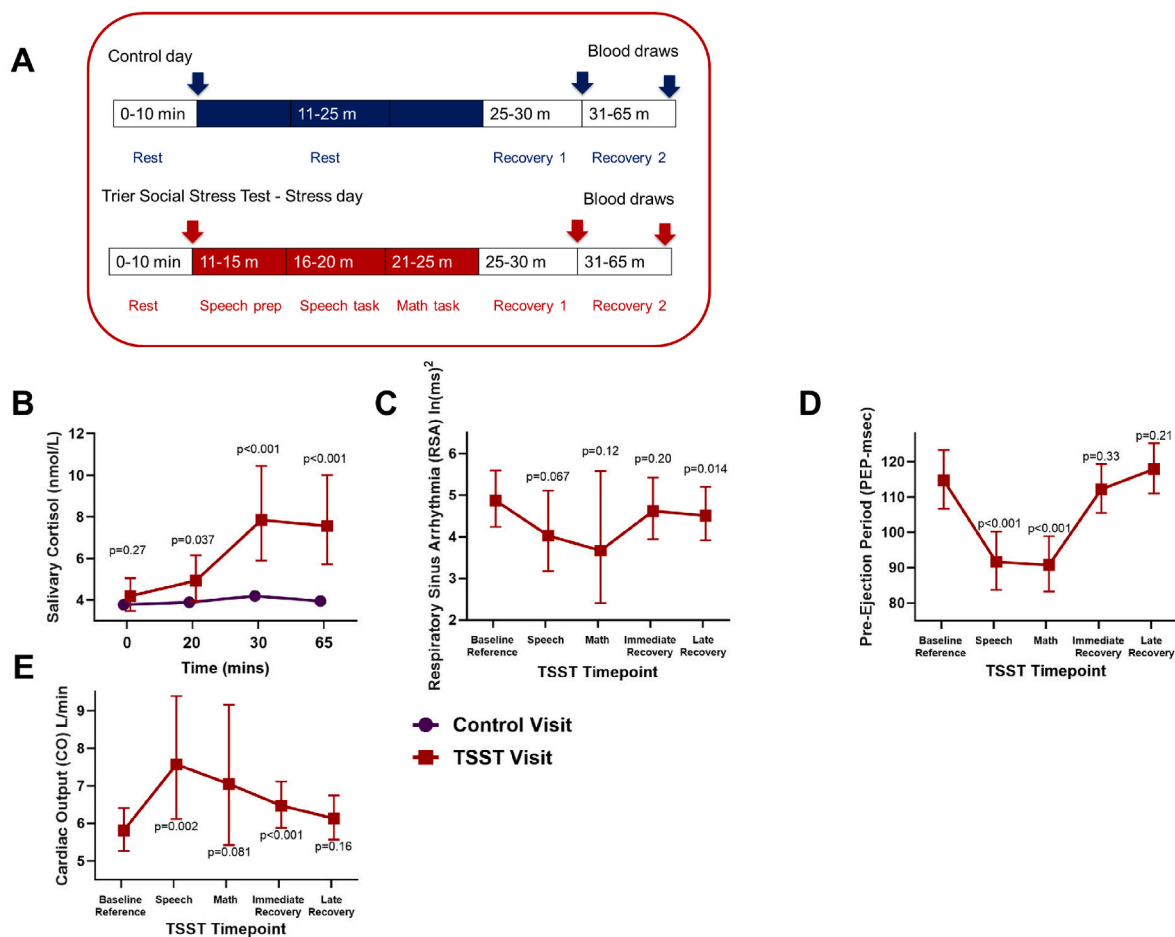 A
Control day
Blood draws
0-10 min
11-25 m
25-30 m
31-65 m
Rest
Rest
Recovery 1
Recovery 2
Trier Social Stress Test - Stress day
Blood draws
0-10 min
11-15 m
16-20 m
21-25 m
25-30 m
31-65 m
Rest
Speech prep
Speech task
Math task
Recovery 1
Recovery 2
B
Salivary Cortisol (nmol/L)
12
10
8
6
4
p=0.27
p=0.037
p<0.001
p<0.001
0
20
30
65
Time (mins)
C
Respiratory Sinus Arrhythmia (RSA) ln(ms)²
6
5
4
3
2
p=0.067
p=0.12
p=0.20
p=0.014
Baseline
Reference
Speech
Math
Immediate
Recovery
Late
Recovery
TSST Timepoint
D
Pre-Ejection Period (PEP-msec)
120
110
100
90
80
p<0.001
p<0.001
p=0.33
p=0.21
Baseline
Reference
Speech
Math
Immediate
Recovery
Late
Recovery
TSST Timepoint
E
Cardiac Output (CO) L/min
9
8
7
6
5
p=0.002
p=0.081
p<0.001
p=0.16
Baseline
Reference
Speech
Math
Immediate
Recovery
Late
Recovery
TSST Timepoint
Control Visit
TSST Visit